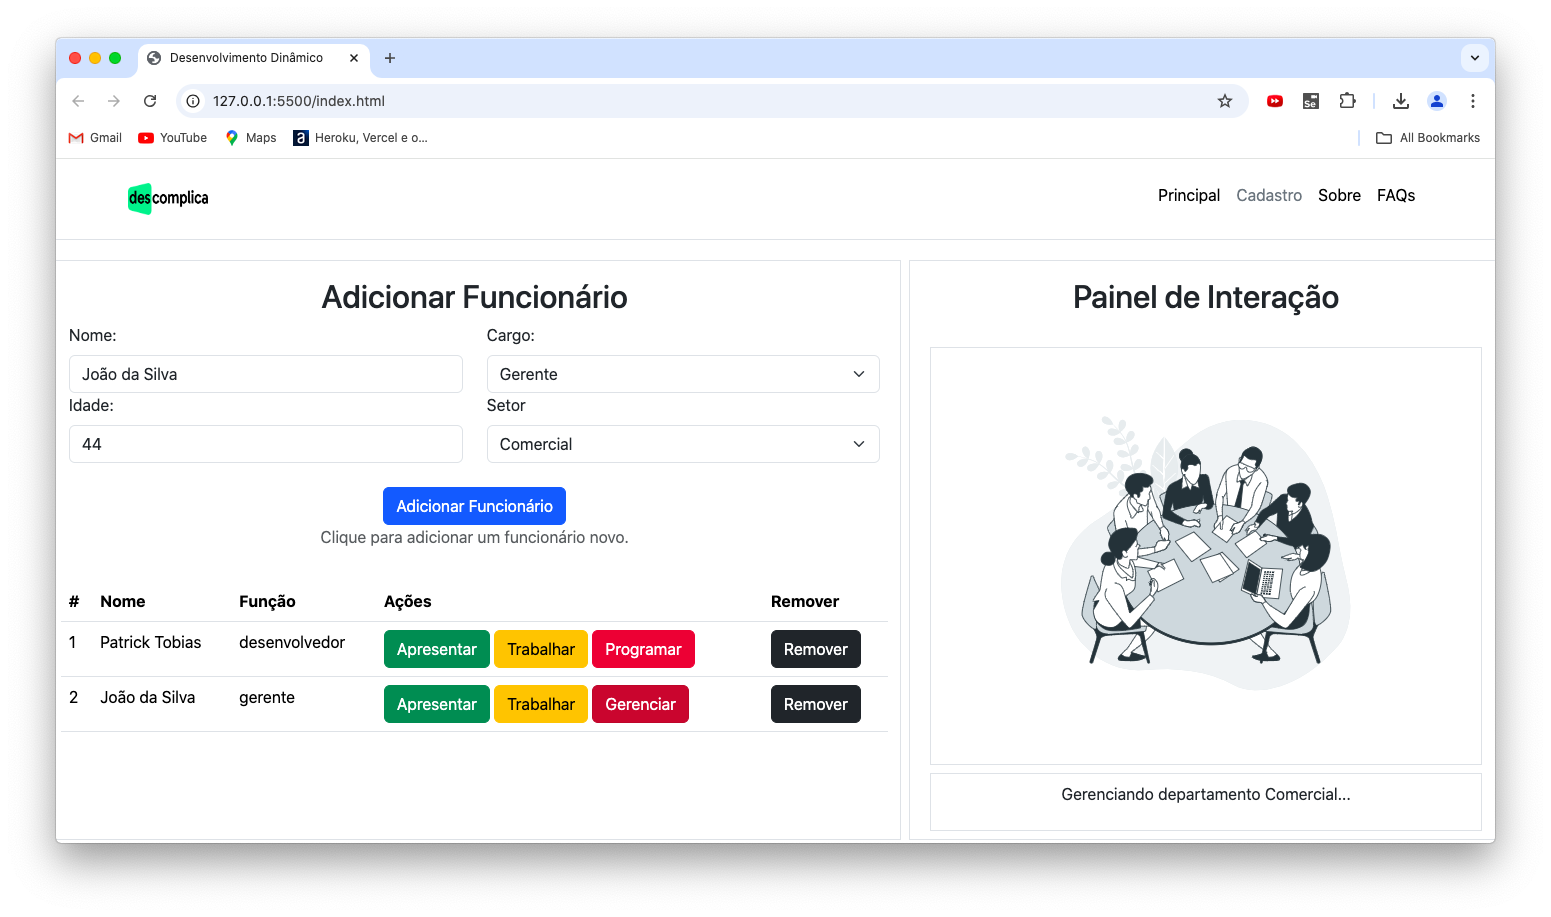 Desenvolvimento Dinâmico
127.0.0.1:5500/index.html
Gmail YouTube Maps Heroku, Vercel e o... All Bookmarks
descomplica
Principal Cadastro Sobre FAQs
Adicionar Funcionário
Nome: Cargo:
João da Silva Gerente
Idade: Setor
44 Comercial
Adicionar Funcionário
Clique para adicionar um funcionário novo.
# Nome Função Ações Remover
1 Patrick Tobias desenvolvedor Apresentar Trabalhar Programar Remover
2 João da Silva gerente Apresentar Trabalhar Gerenciar Remover
Painel de Interação
Gerenciando departamento Comercial...